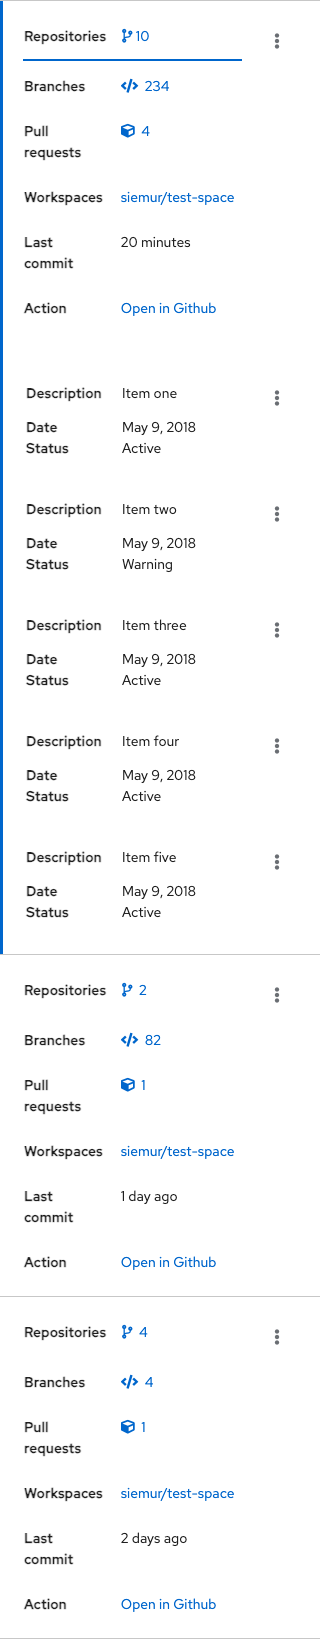 Repositories 10
Branches 234
Pull requests 4
Workspaces siemur/test-space
Last commit 20 minutes
Action Open in Github
Description Item one
Date May 9, 2018
Status Active
Description Item two
Date May 9, 2018
Status Warning
Description Item three
Date May 9, 2018
Status Active
Description Item four
Date May 9, 2018
Status Active
Description Item five
Date May 9, 2018
Status Active
Repositories 2
Branches 82
Pull requests 1
Workspaces siemur/test-space
Last commit 1 day ago
Action Open in Github
Repositories 4
Branches 4
Pull requests 1
Workspaces siemur/test-space
Last commit 2 days ago
Action Open in Github